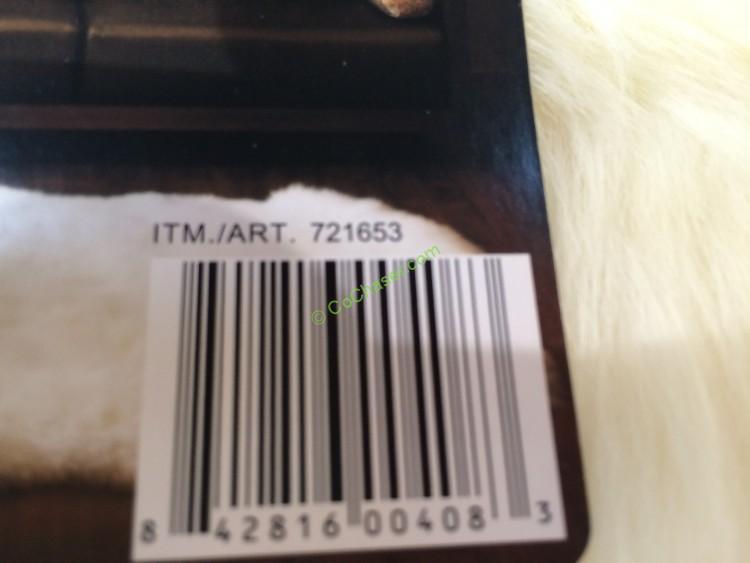 ITM./ART. 721653
© CoChaser.com
8 42816 00408 3